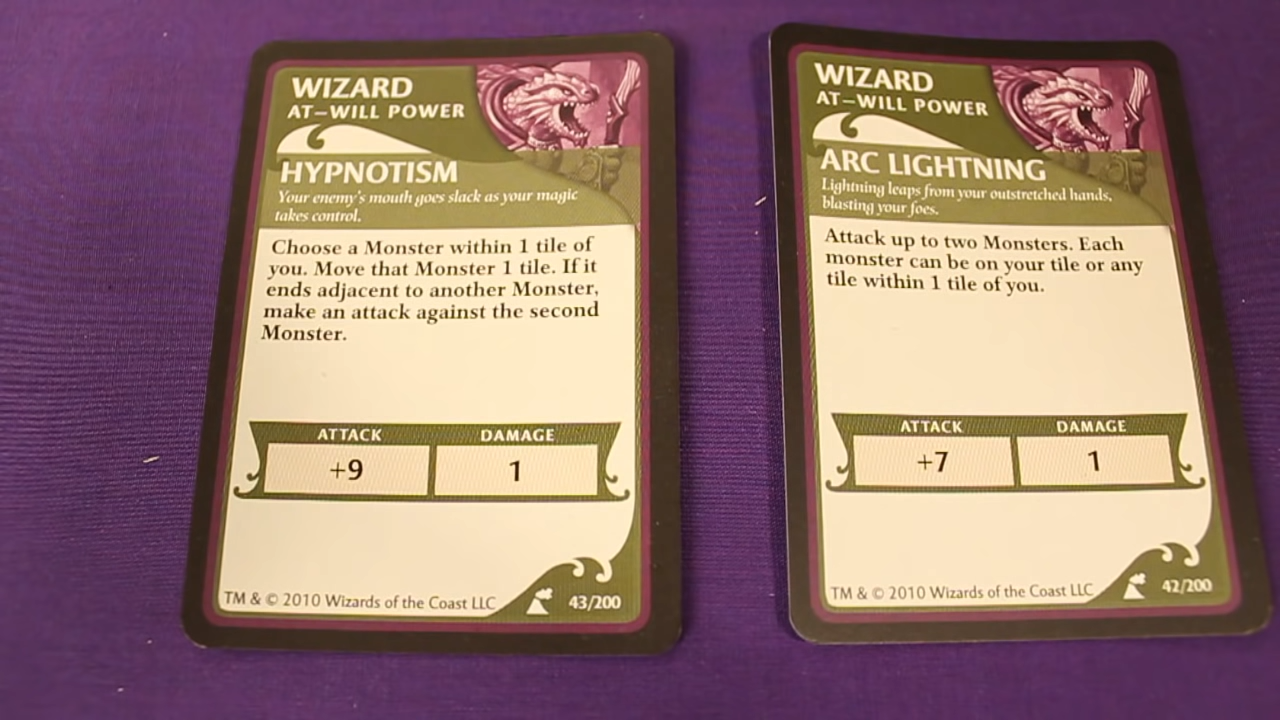 WIZARD
AT–WILL POWER
HYPNOTISM
Your enemy's mouth goes slack as your magic
takes control.
Choose a Monster within 1 tile of
you. Move that Monster 1 tile. If it
ends adjacent to another Monster,
make an attack against the second
Monster.
ATTACK DAMAGE
+9 1
TM & © 2010 Wizards of the Coast LLC 43/200
WIZARD
AT–WILL POWER
ARC LIGHTNING
Lightning leaps from your outstretched hands,
blasting your foes.
Attack up to two Monsters. Each
monster can be on your tile or any
tile within 1 tile of you.
ATTACK DAMAGE
+7 1
TM & © 2010 Wizards of the Coast LLC 42/200